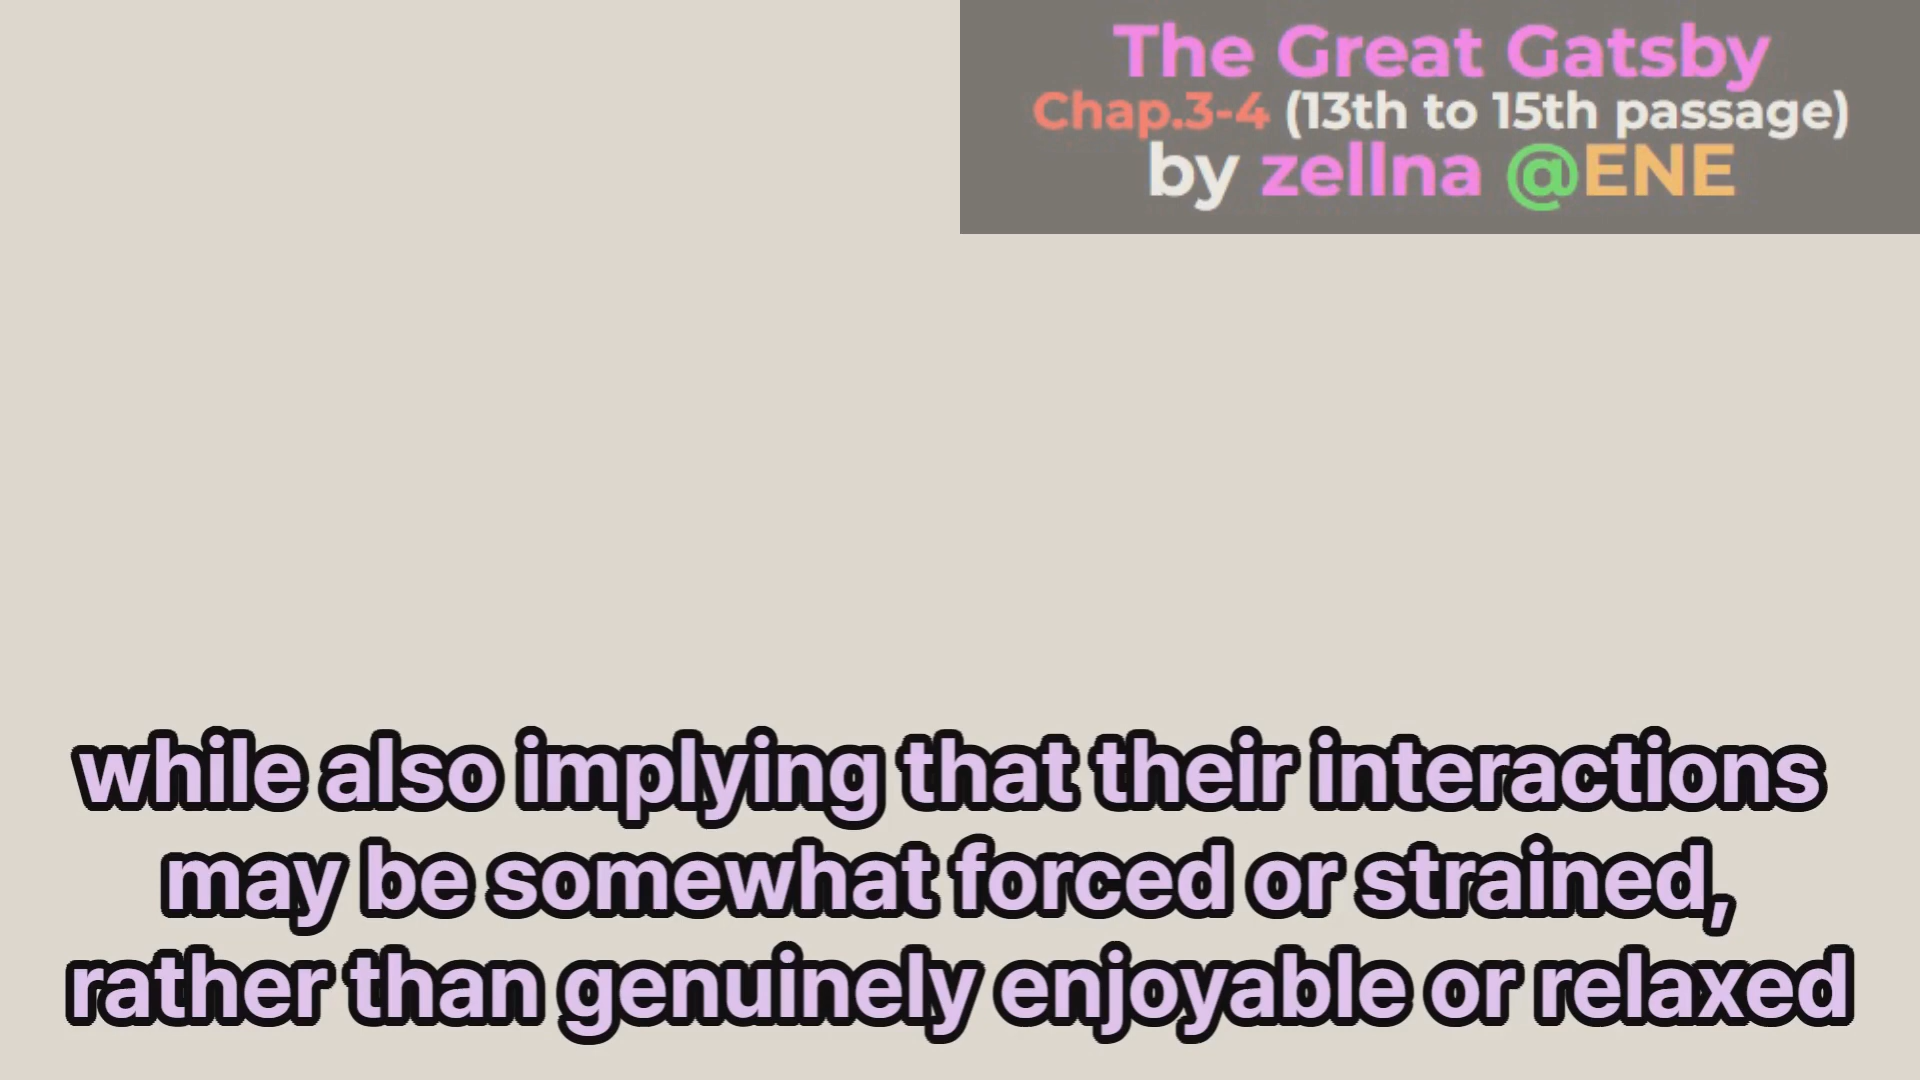 The Great Gatsby
Chap.3-4 (13th to 15th passage)
by zellna @ENE
while also implying that their interactions
may be somewhat forced or strained,
rather than genuinely enjoyable or relaxed